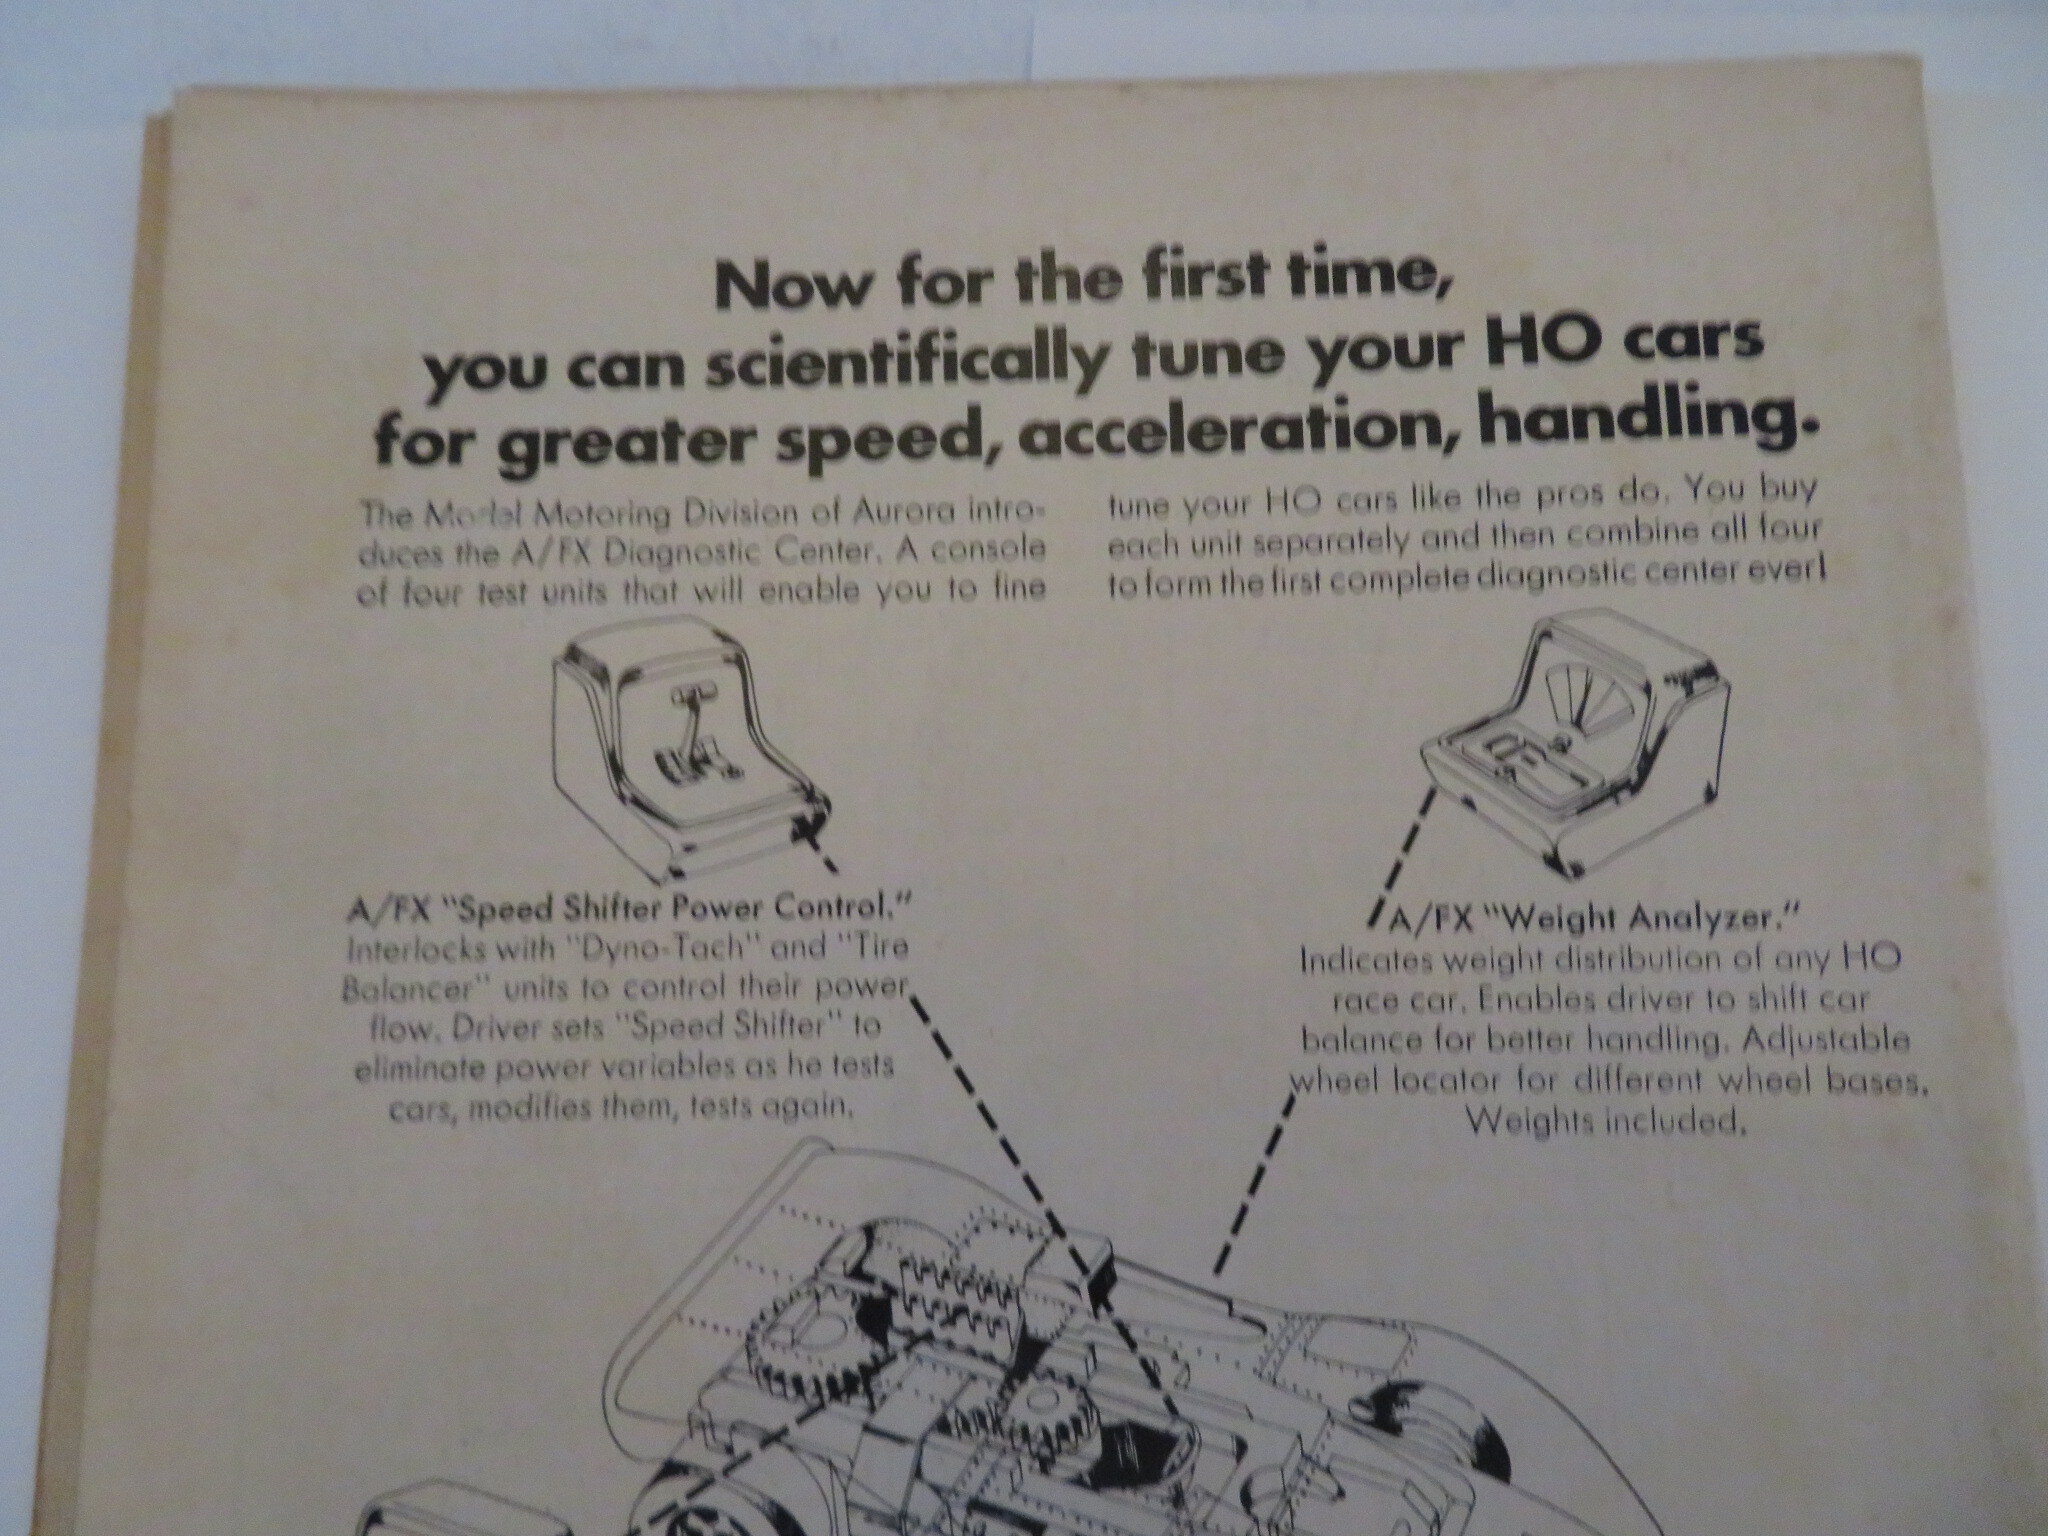 Now for the first time,
you can scientifically tune your HO cars
for greater speed, acceleration, handling.
The Model Motoring Division of Aurora intro-
duces the A/FX Diagnostic Center. A console
of four test units that will enable you to fine
tune your HO cars like the pros do. You buy
each unit separately and then combine all four
to form the first complete diagnostic center ever!
A/FX "Speed Shifter Power Control."
Interlocks with "Dyno-Tach" and "Tire
Balancer" units to control their power
flow. Driver sets "Speed Shifter" to
eliminate power variables as he tests
cars, modifies them, tests again.
A/FX "Weight Analyzer."
Indicates weight distribution of any HO
race car. Enables driver to shift car
balance for better handling. Adjustable
wheel locator for different wheel bases.
Weights included.